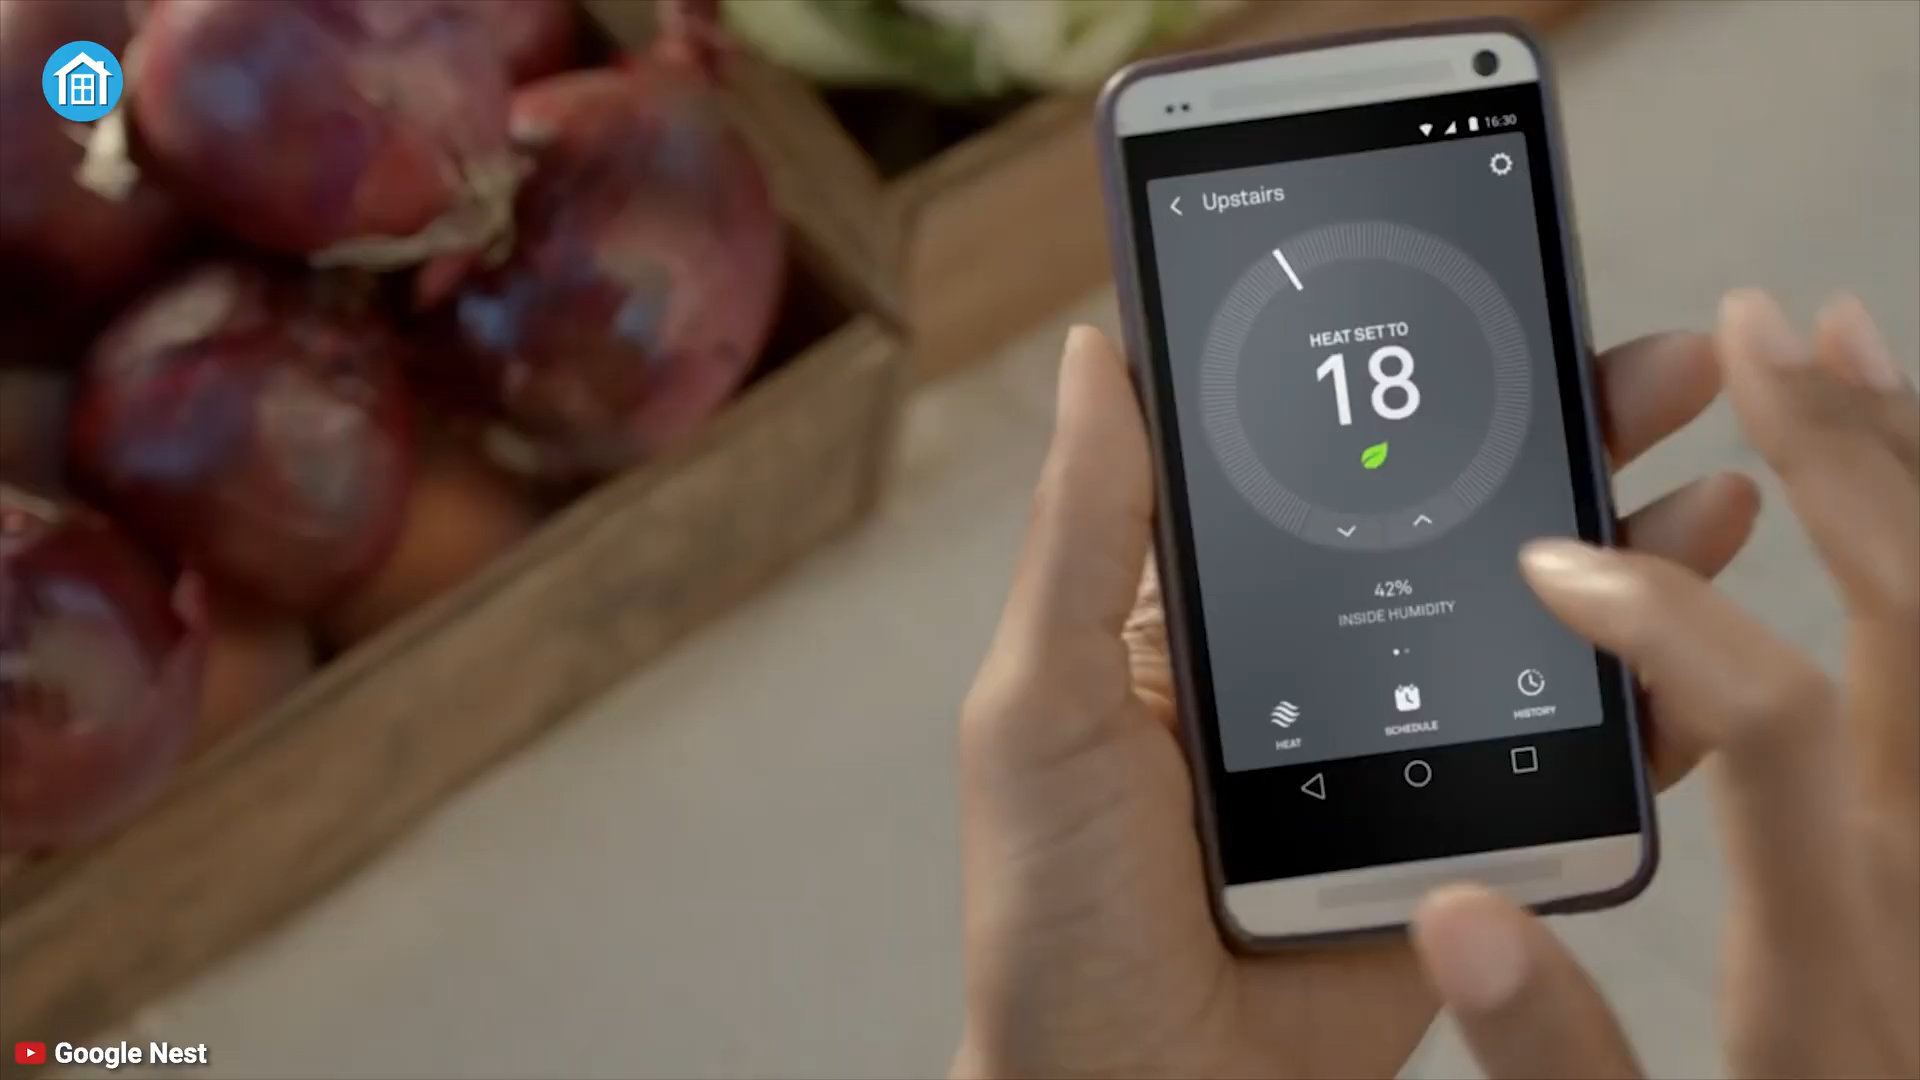 16:30
Upstairs
HEAT SET TO
18
42%
INSIDE HUMIDITY
HEAT
SCHEDULE
HISTORY
Google Nest